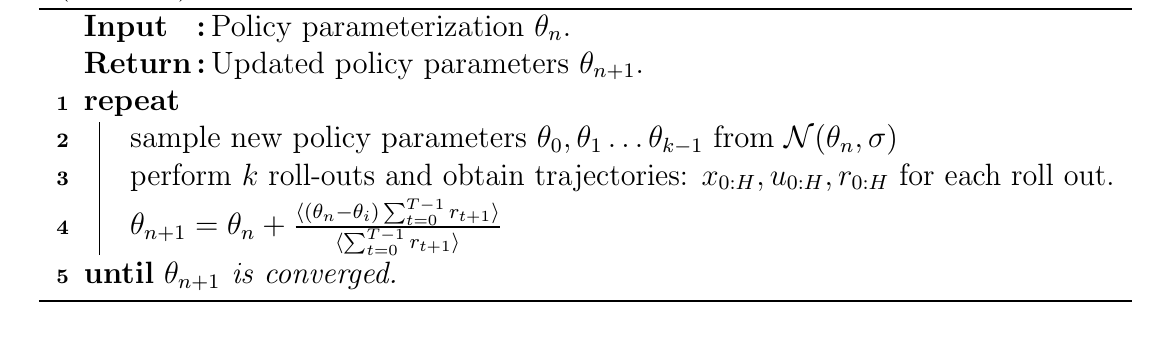 Input : Policy parameterization θ_n.
Return : Updated policy parameters θ_{n+1}.
1 repeat
2 sample new policy parameters θ_0, θ_1 … θ_{k−1} from 𝒩(θ_n, σ)
3 perform k roll-outs and obtain trajectories: x_{0:H}, u_{0:H}, r_{0:H} for each roll out.
4 θ_{n+1} = θ_n + \frac{⟨(θ_n−θ_i) ∑_{t=0}^{T−1} r_{t+1}⟩}{⟨∑_{t=0}^{T−1} r_{t+1}⟩}
5 until θ_{n+1} is converged.